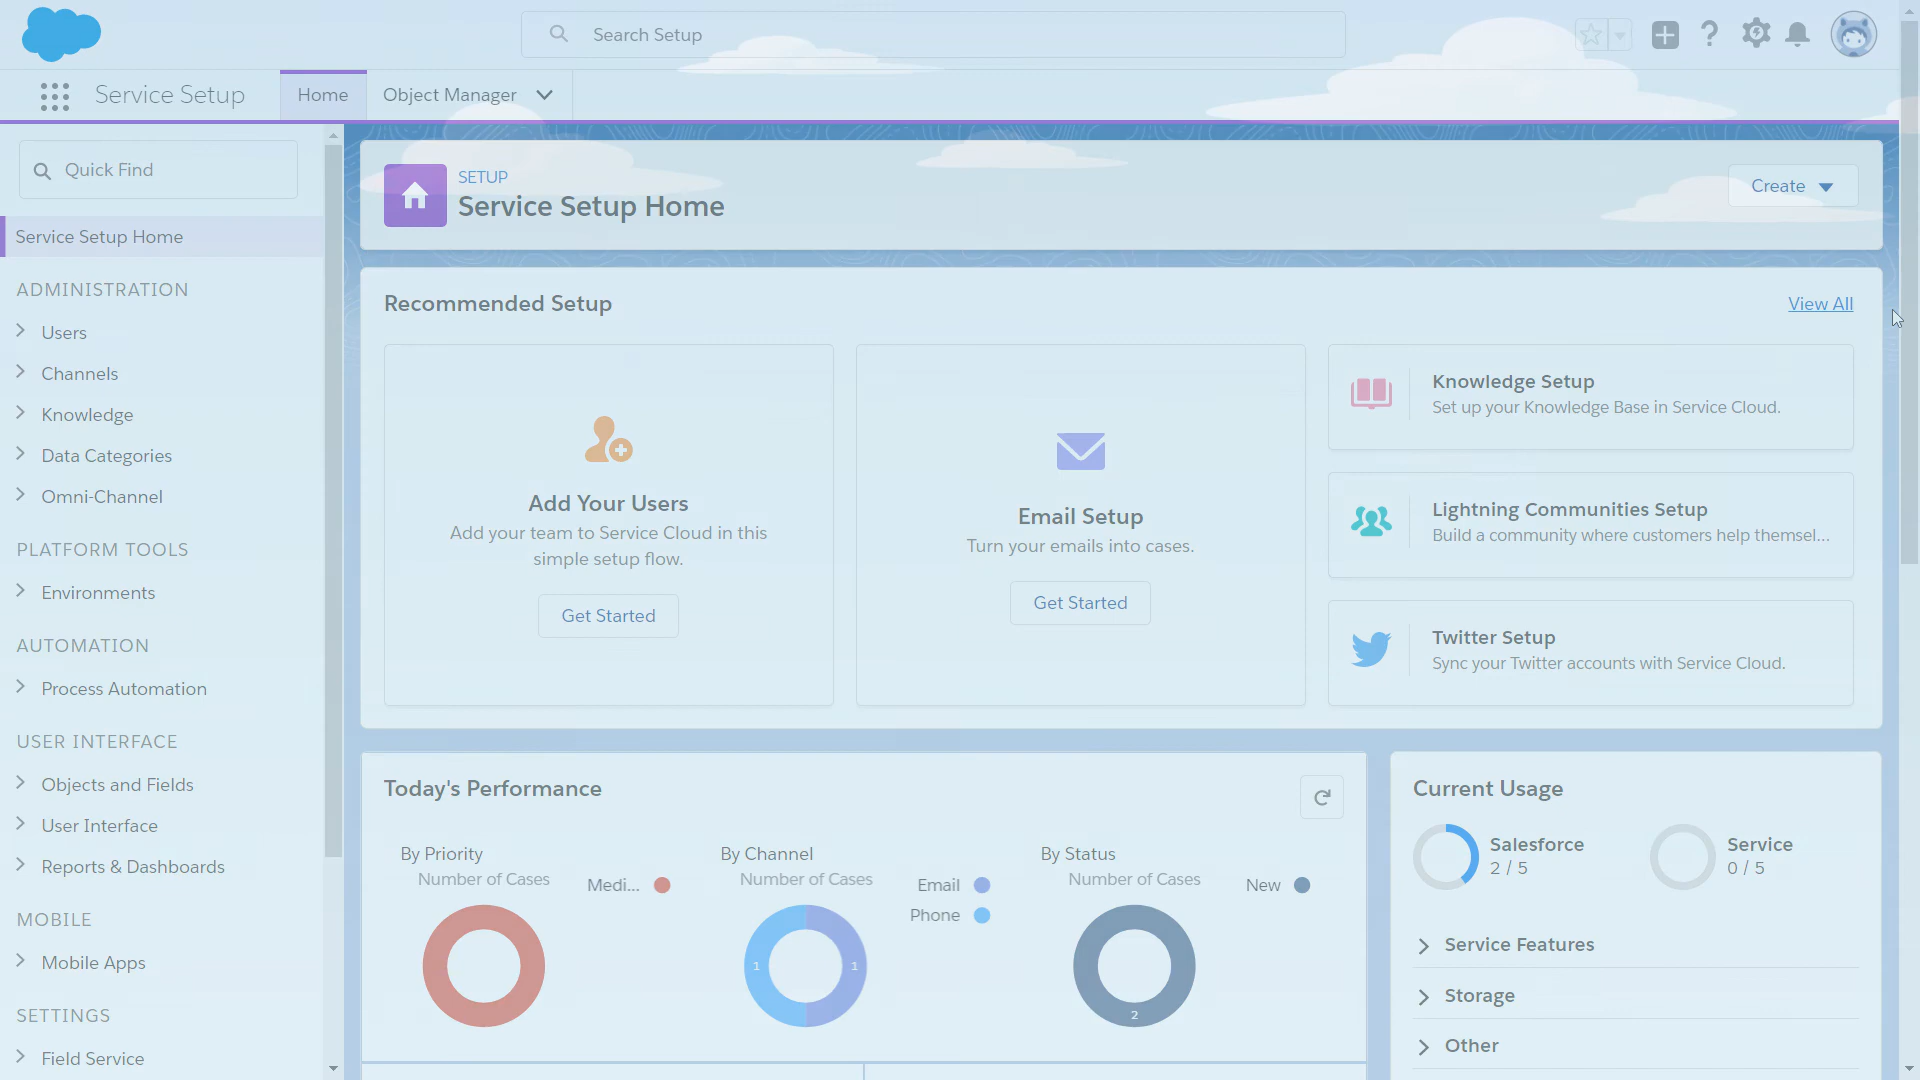 Search Setup
Service Setup
Home
Object Manager
Quick Find
Service Setup Home
ADMINISTRATION
Users
Channels
Knowledge
Data Categories
Omni-Channel
PLATFORM TOOLS
Environments
AUTOMATION
Process Automation
USER INTERFACE
Objects and Fields
User Interface
Reports & Dashboards
MOBILE
Mobile Apps
SETTINGS
Field Service
SETUP
Service Setup Home
Create
Recommended Setup
View All
Add Your Users
Add your team to Service Cloud in this
simple setup flow.
Get Started
Email Setup
Turn your emails into cases.
Get Started
Knowledge Setup
Set up your Knowledge Base in Service Cloud.
Lightning Communities Setup
Build a community where customers help themsel...
Twitter Setup
Sync your Twitter accounts with Service Cloud.
Today's Performance
By Priority
Number of Cases
Medi...
By Channel
Number of Cases
Email
Phone
1
1
By Status
Number of Cases
New
2
Current Usage
Salesforce
2 / 5
Service
0 / 5
Service Features
Storage
Other